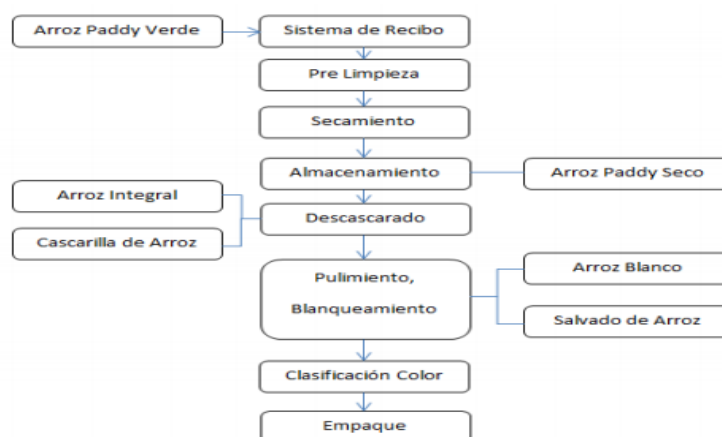 Arroz Paddy Verde
Sistema de Recibo
Pre Limpieza
Secamiento
Almacenamiento
Arroz Paddy Seco
Arroz Integral
Descascarado
Cascarilla de Arroz
Pulimiento,
Blanqueamiento
Arroz Blanco
Salvado de Arroz
Clasificación Color
Empaque